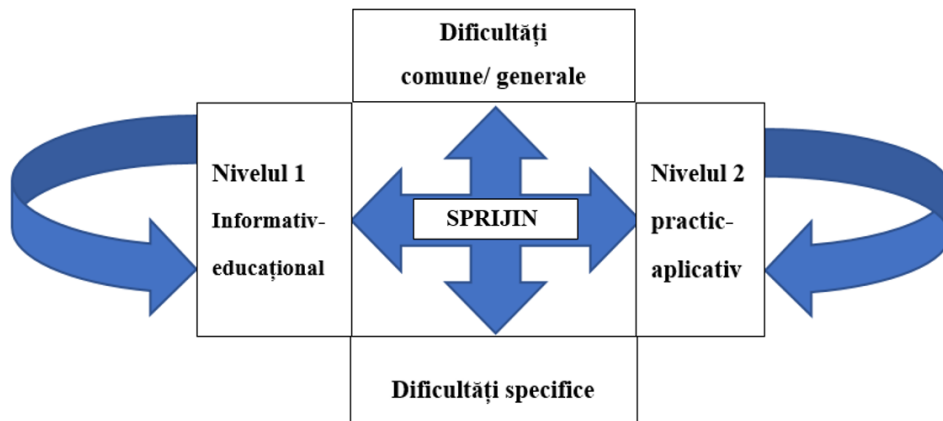 Dificultăți
comune/ generale
Nivelul 1
Informativ-
educațional
SPRIJIN
Nivelul 2
practic-
aplicativ
Dificultăți specifice